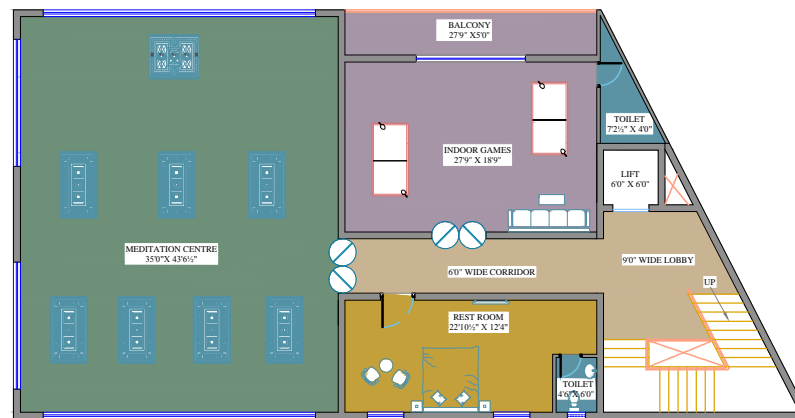 BALCONY
27'9" X5'0"
TOILET
7'2½" X 4'0"
INDOOR GAMES
27'9" X 18'9"
LIFT
6'0" X 6'0"
MEDITATION CENTRE
35'0"X 43'6½"
6'0" WIDE CORRIDOR
9'0" WIDE LOBBY
UP
REST ROOM
22'10½" X 12'4"
TOILET
4'6"X 6'0"